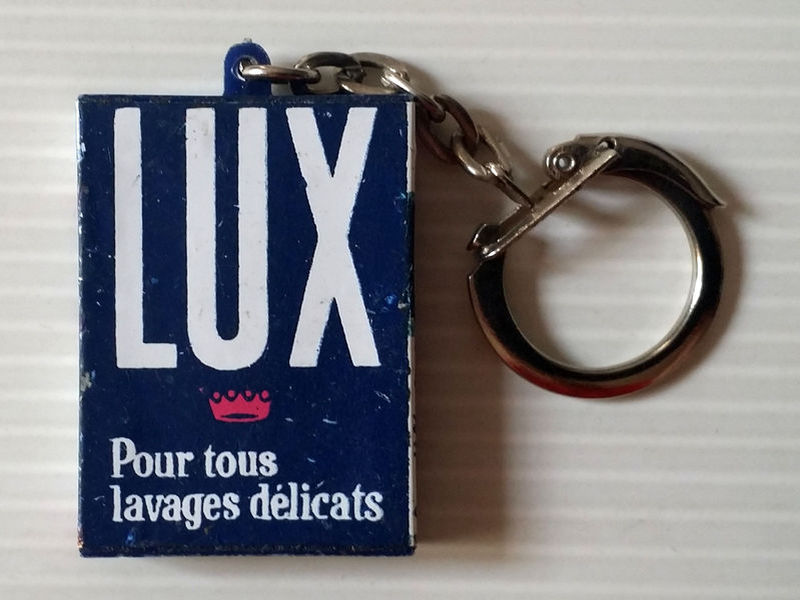 LUX
Pour tous
lavages délicats